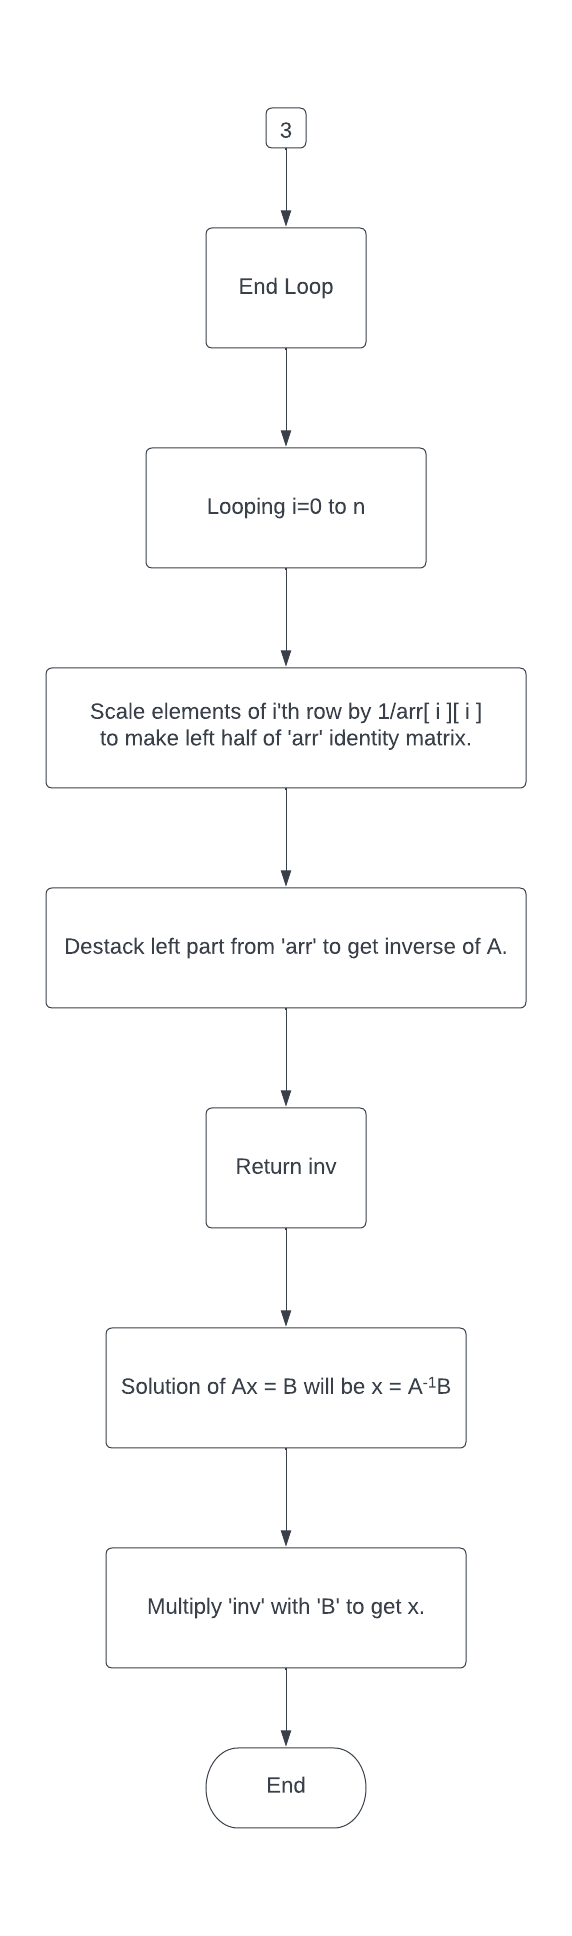 3
End Loop
Looping i=0 to n
Scale elements of i'th row by 1/arr[ i ][ i ]
to make left half of 'arr' identity matrix.
Destack left part from 'arr' to get inverse of A.
Return inv
Solution of Ax = B will be x = A⁻¹B
Multiply 'inv' with 'B' to get x.
End